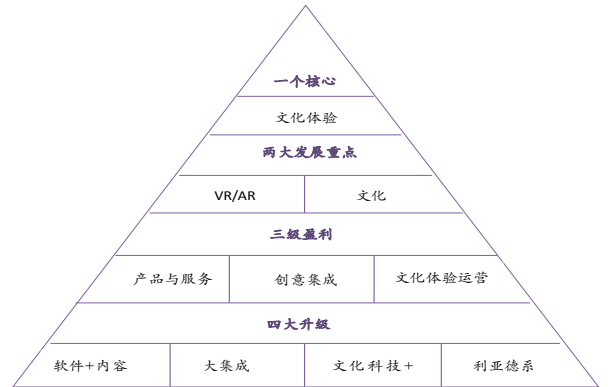 一个核心
文化体验
两大发展重点
VR/AR 文化
三级盈利
产品与服务 创意集成 文化体验运营
四大升级
软件+内容 大集成 文化科技+ 利亚德系